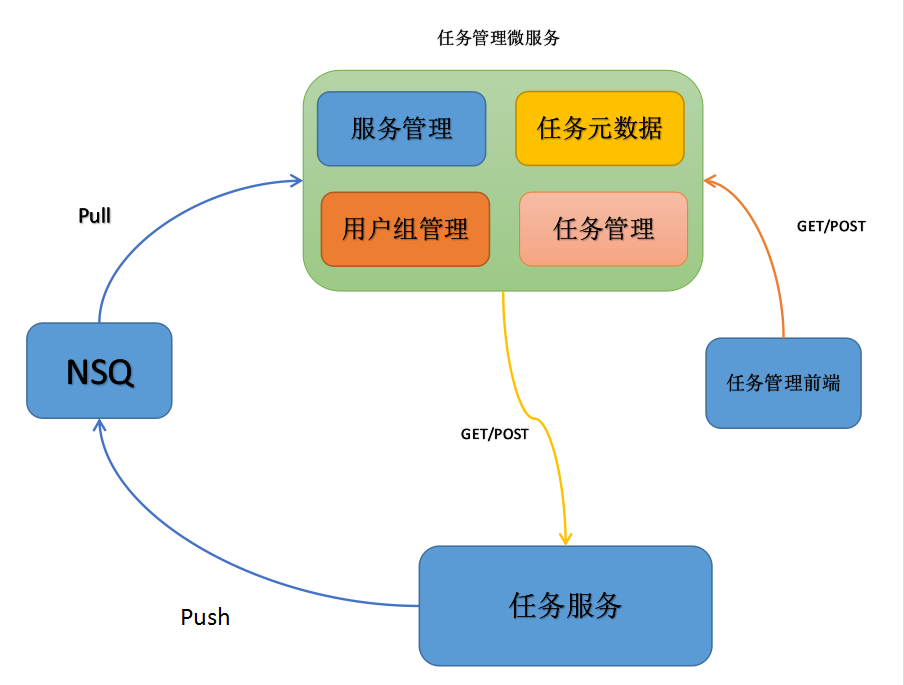 任务管理微服务
服务管理
任务元数据
用户组管理
任务管理
Pull
GET/POST
NSQ
任务管理前端
GET/POST
任务服务
Push